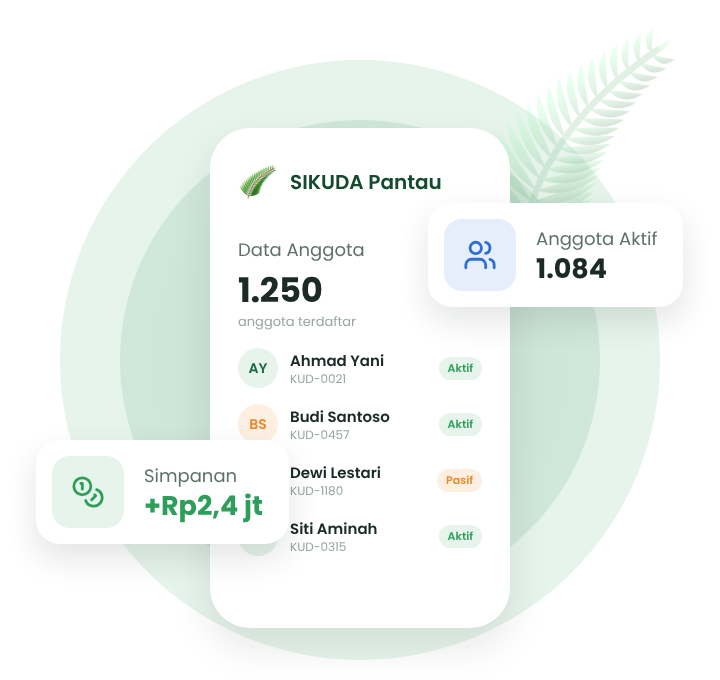 SIKUDA Pantau
Data Anggota
1.250
anggota terdaftar
Anggota Aktif
1.084
AY
Ahmad Yani
KUD-0021
Aktif
BS
Budi Santoso
KUD-0457
Aktif
Dewi Lestari
KUD-1180
Pasif
Siti Aminah
KUD-0315
Aktif
Simpanan
+Rp2,4 jt